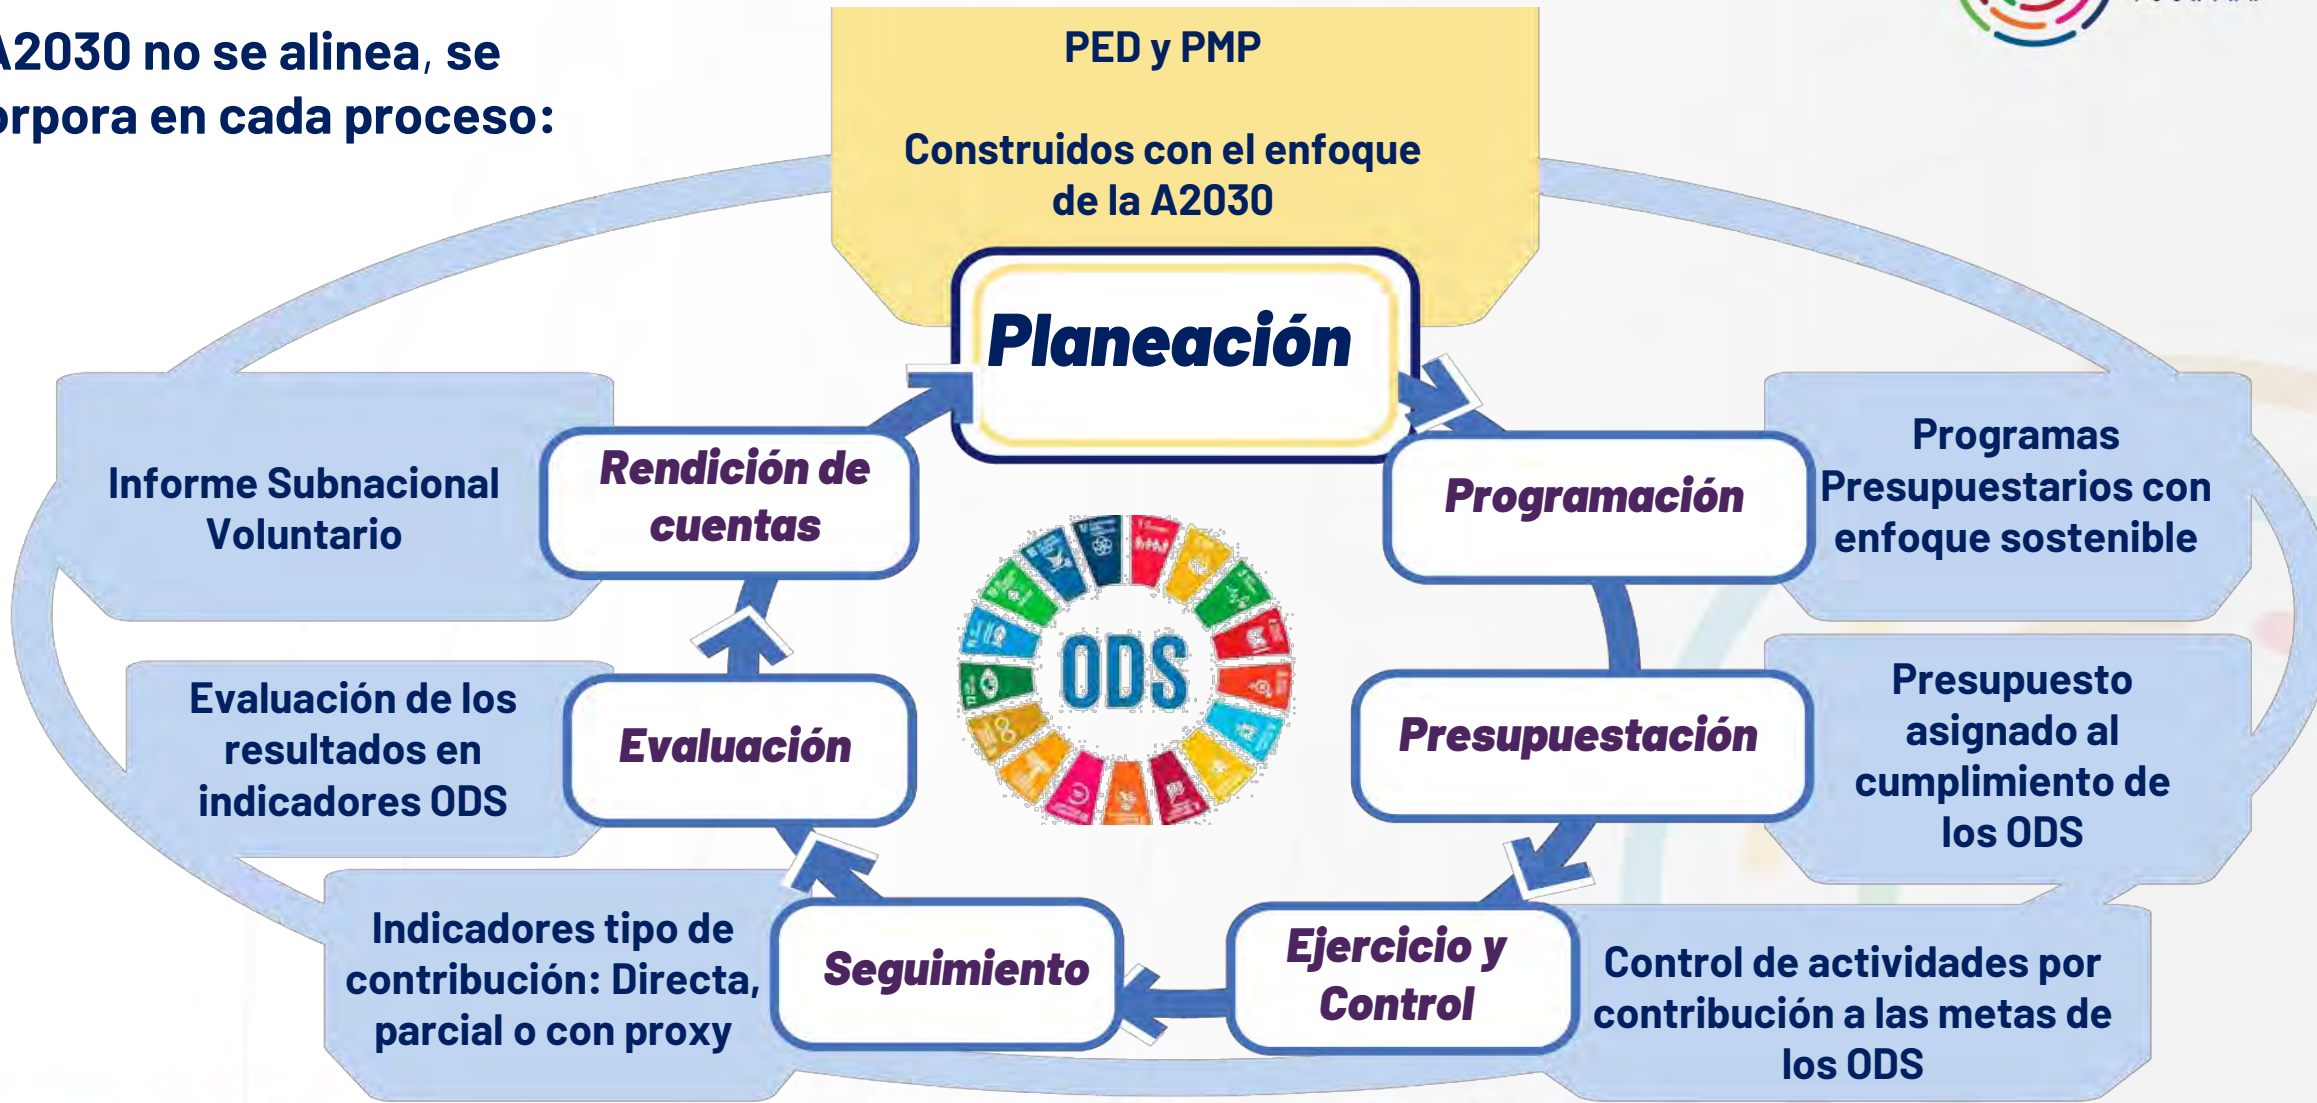 A2030 no se alinea, se
orpora en cada proceso:
PED y PMP
Construidos con el enfoque
de la A2030
Planeación
Rendición de
cuentas
Informe Subnacional
Voluntario
Programación
Programas
Presupuestarios con
enfoque sostenible
ODS
Evaluación de los
resultados en
indicadores ODS
Evaluación
Presupuestación
Presupuesto
asignado al
cumplimiento de
los ODS
Indicadores tipo de
contribución: Directa,
parcial o con proxy
Seguimiento
Ejercicio y
Control
Control de actividades por
contribución a las metas de
los ODS